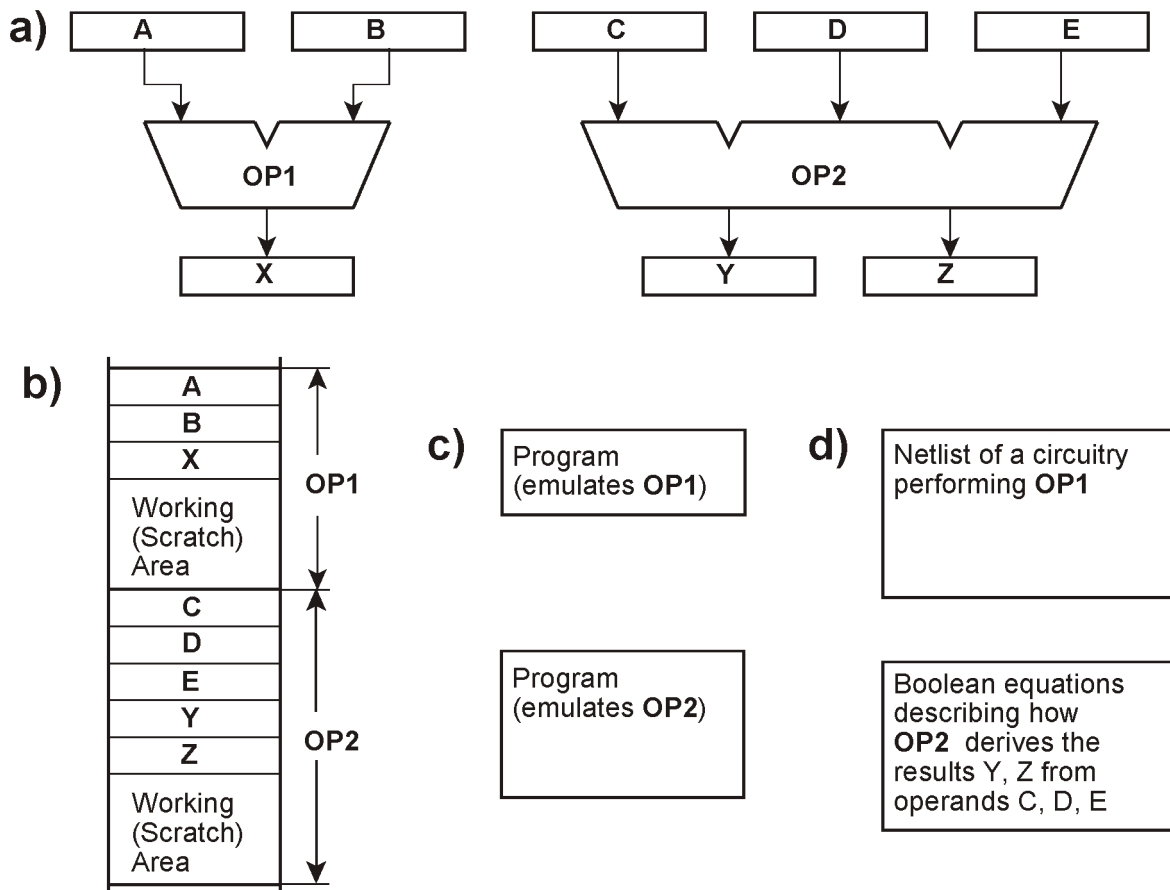 a)
A
B
C
D
E
OP1
OP2
X
Y
Z
b)
A
B
X
Working
(Scratch)
Area
OP1
C
D
E
Y
Z
Working
(Scratch)
Area
OP2
c)
Program
(emulates OP1)
Program
(emulates OP2)
d)
Netlist of a circuitry
performing OP1
Boolean equations
describing how
OP2 derives the
results Y, Z from
operands C, D, E